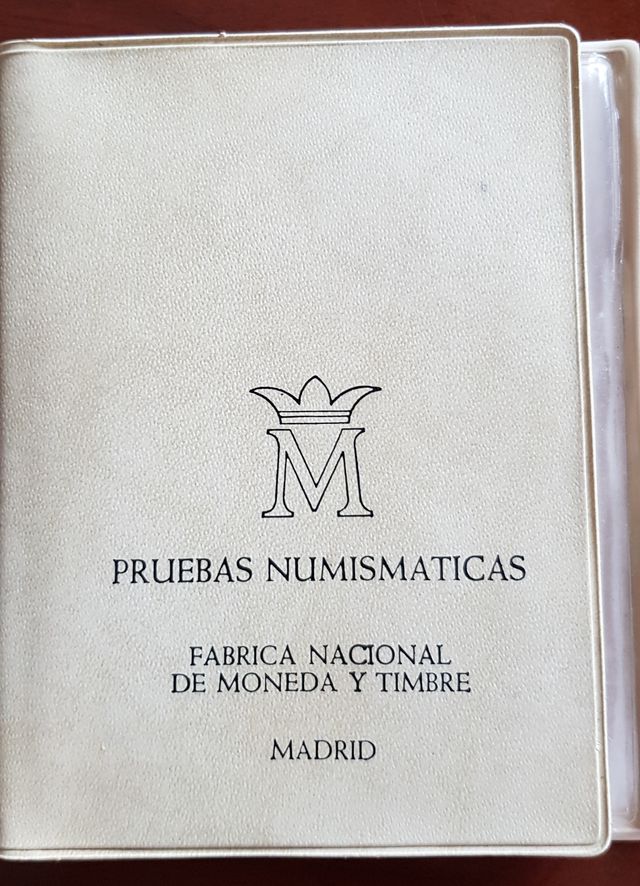 M
PRUEBAS NUMISMATICAS
FABRICA NACIONAL
DE MONEDA Y TIMBRE
MADRID